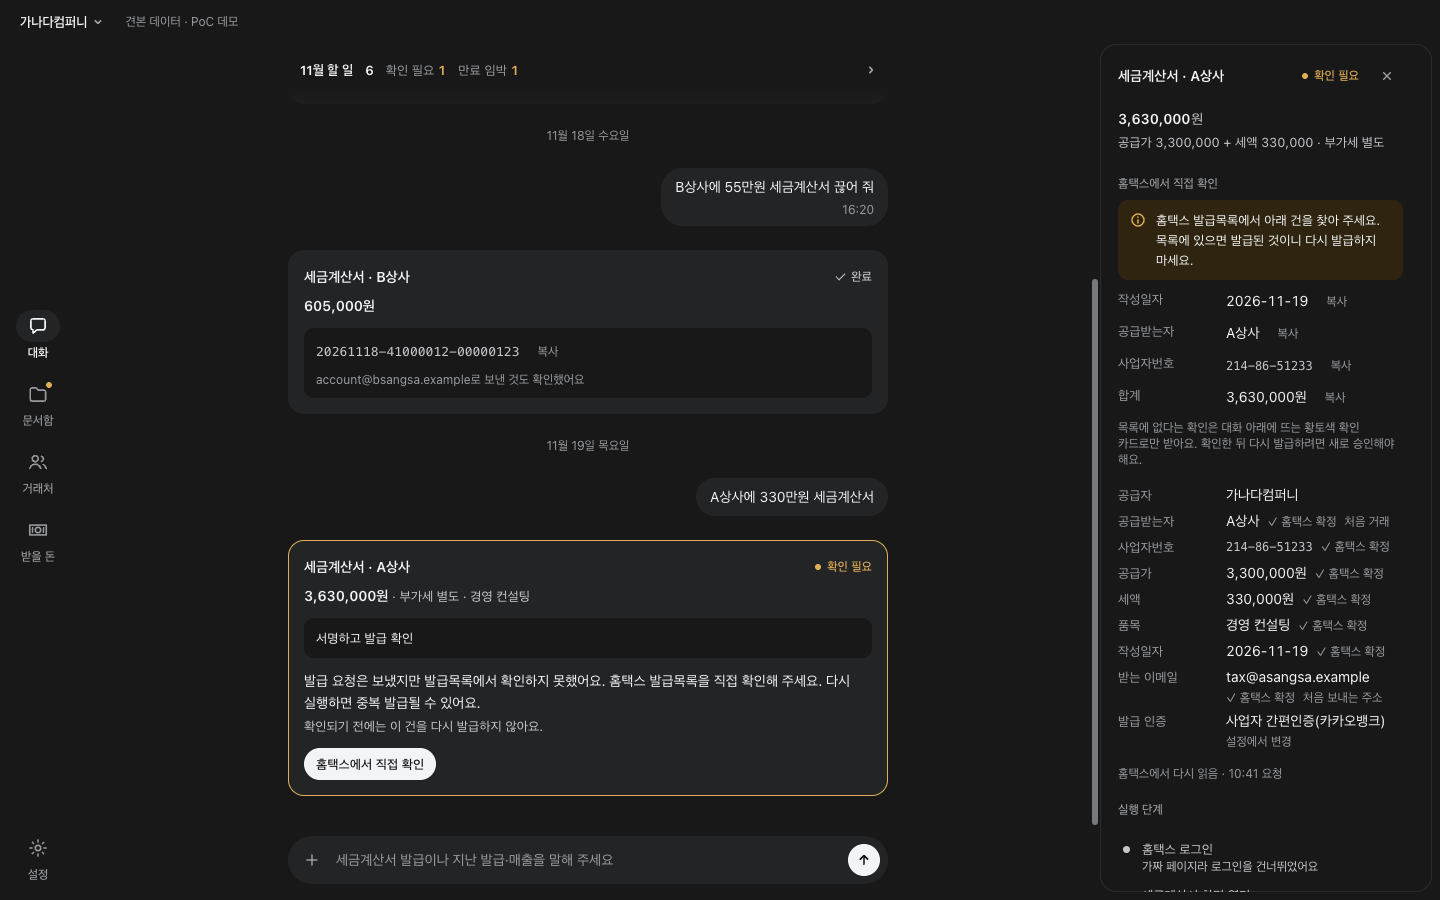 가나다컴퍼니
견본 데이터 · PoC 데모
11월 할 일 6 확인 필요 1 만료 임박 1
11월 18일 수요일
B상사에 55만원 세금계산서 끊어 줘
16:20
세금계산서 · B상사
완료
605,000원
20261118-41000012-00000123 복사
account@bsangsa.example로 보낸 것도 확인했어요
11월 19일 목요일
A상사에 330만원 세금계산서
세금계산서 · A상사
확인 필요
3,630,000원 · 부가세 별도 · 경영 컨설팅
서명하고 발급 확인
발급 요청은 보냈지만 발급목록에서 확인하지 못했어요. 홈택스 발급목록을 직접 확인해 주세요. 다시
실행하면 중복 발급될 수 있어요.
확인되기 전에는 이 건을 다시 발급하지 않아요.
홈택스에서 직접 확인
세금계산서 발급이나 지난 발급·매출을 말해 주세요
대화
문서함
거래처
받을 돈
설정
세금계산서 · A상사
확인 필요
3,630,000원
공급가 3,300,000 + 세액 330,000 · 부가세 별도
홈택스에서 직접 확인
홈택스 발급목록에서 아래 건을 찾아 주세요.
목록에 있으면 발급된 것이니 다시 발급하지
마세요.
작성일자 2026-11-19 복사
공급받는자 A상사 복사
사업자번호 214-86-51233 복사
합계 3,630,000원 복사
목록에 없다는 확인은 대화 아래에 뜨는 황토색 확인
카드로만 받아요. 확인한 뒤 다시 발급하려면 새로 승인해야
해요.
공급자 가나다컴퍼니
공급받는자 A상사 ✓ 홈택스 확정 처음 거래
사업자번호 214-86-51233 ✓ 홈택스 확정
공급가 3,300,000원 ✓ 홈택스 확정
세액 330,000원 ✓ 홈택스 확정
품목 경영 컨설팅 ✓ 홈택스 확정
작성일자 2026-11-19 ✓ 홈택스 확정
받는 이메일 tax@asangsa.example
✓ 홈택스 확정 처음 보내는 주소
발급 인증 사업자 간편인증(카카오뱅크)
설정에서 변경
홈택스에서 다시 읽음 · 10:41 요청
실행 단계
홈택스 로그인
가짜 페이지라 로그인을 건너뛰었어요